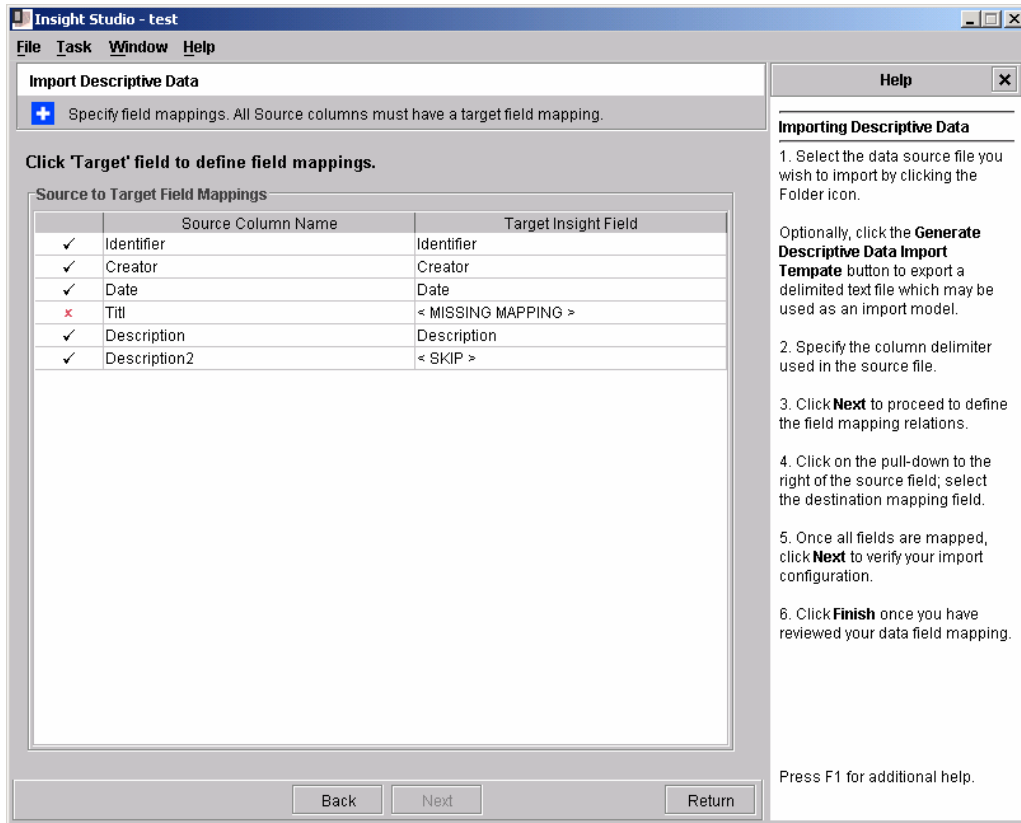 Insight Studio - test
File Task Window Help
Import Descriptive Data
Specify field mappings. All Source columns must have a target field mapping.
Click 'Target' field to define field mappings.
Source to Target Field Mappings
Source Column Name Target Insight Field
Identifier Identifier
Creator Creator
Date Date
Titl < MISSING MAPPING >
Description Description
Description2 < SKIP >
Back Next Return
Help
Importing Descriptive Data
1. Select the data source file you
wish to import by clicking the
Folder icon.
Optionally, click the Generate
Descriptive Data Import
Tempate button to export a
delimited text file which may be
used as an import model.
2. Specify the column delimiter
used in the source file.
3. Click Next to proceed to define
the field mapping relations.
4. Click on the pull-down to the
right of the source field; select
the destination mapping field.
5. Once all fields are mapped,
click Next to verify your import
configuration.
6. Click Finish once you have
reviewed your data field mapping.
Press F1 for additional help.